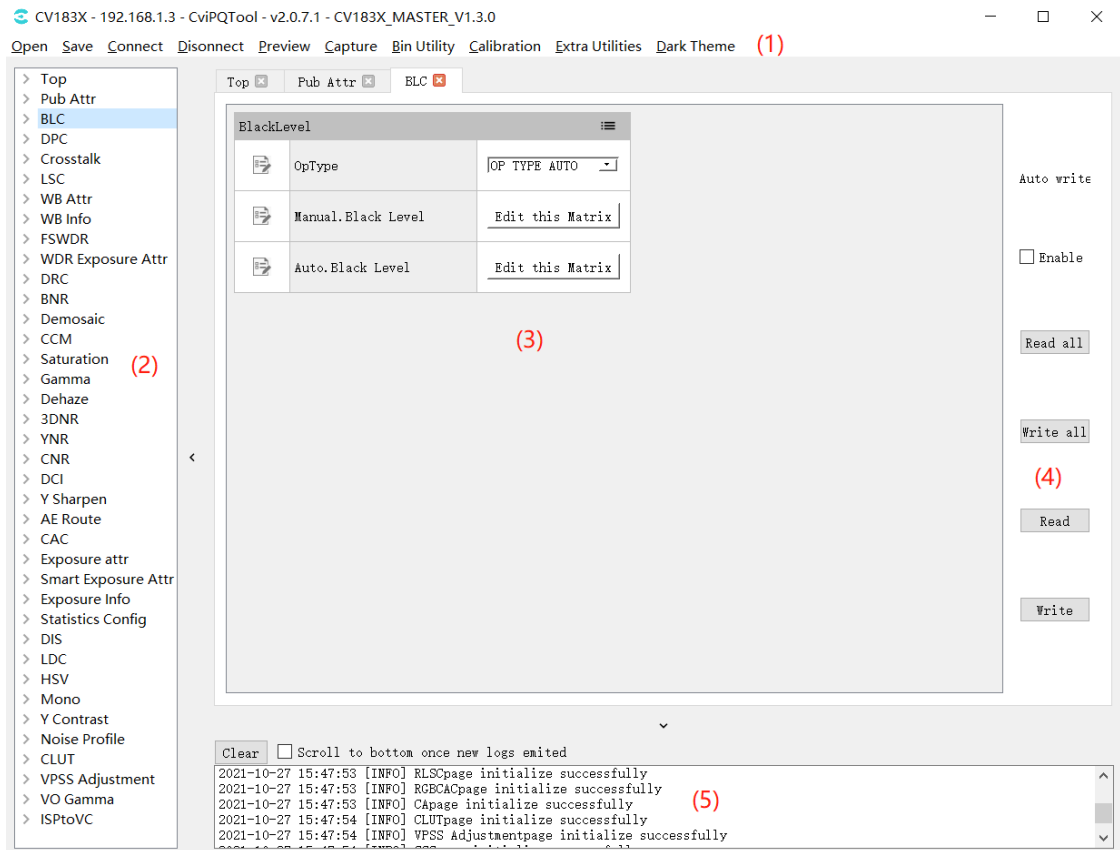 CV183X - 192.168.1.3 - CviPQTool - v2.0.7.1 - CV183X_MASTER_V1.3.0
Open Save Connect Disconnect Preview Capture Bin Utility Calibration Extra Utilities Dark Theme (1)
Top
Pub Attr
BLC
DPC
Crosstalk
LSC
WB Attr
WB Info
FSWDR
WDR Exposure Attr
DRC
BNR
Demosaic
CCM
Saturation
(2)
Gamma
Dehaze
3DNR
YNR
CNR
DCI
Y Sharpen
AE Route
CAC
Exposure attr
Smart Exposure Attr
Exposure Info
Statistics Config
DIS
LDC
HSV
Mono
Y Contrast
Noise Profile
CLUT
VPSS Adjustment
VO Gamma
ISPtoVC
Top Pub Attr BLC
BlackLevel
OpType OP TYPE AUTO
Manual.Black Level Edit this Matrix
Auto.Black Level Edit this Matrix
(3)
Auto write
Enable
Read all
Write all
(4)
Read
Write
Clear Scroll to bottom once new logs emited
2021-10-27 15:47:53 [INFO] RLSCpage initialize successfully
2021-10-27 15:47:53 [INFO] RGBCACpage initialize successfully
2021-10-27 15:47:53 [INFO] CApage initialize successfully
(5)
2021-10-27 15:47:54 [INFO] CLUTpage initialize successfully
2021-10-27 15:47:54 [INFO] VPSS Adjustmentpage initialize successfully